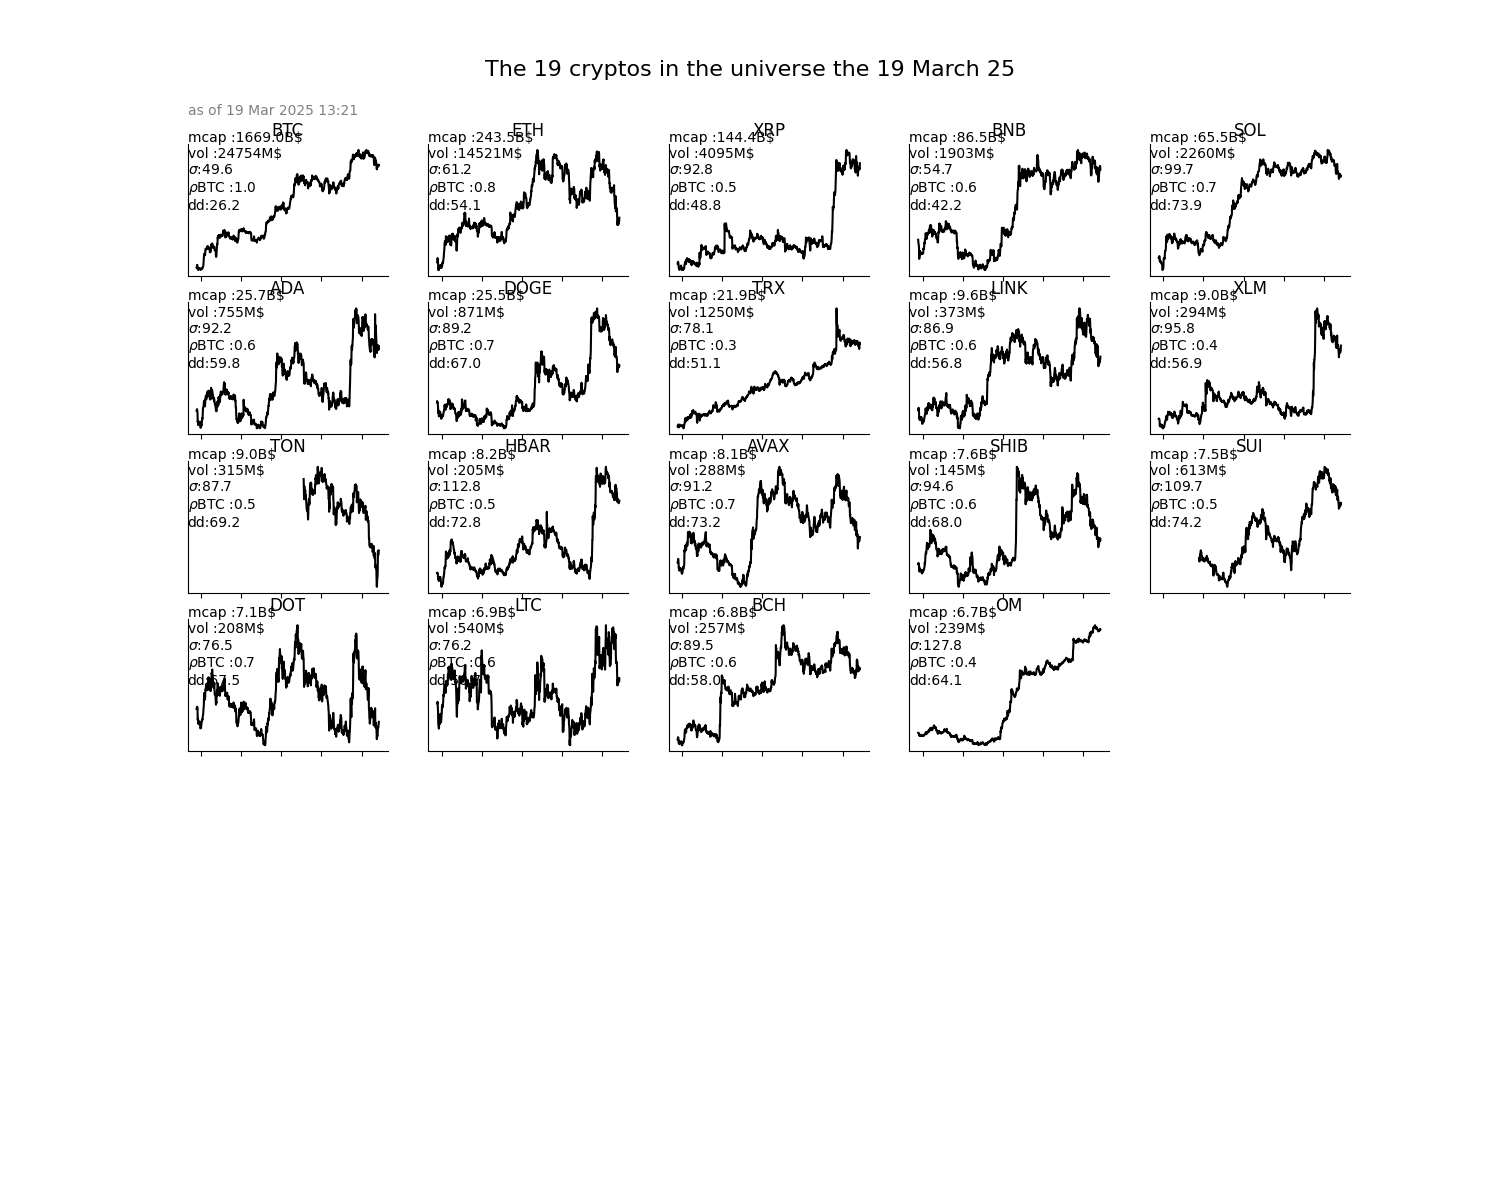 The 19 cryptos in the universe the 19 March 25
as of 19 Mar 2025 13:21
BTC
mcap :1669.0B$
vol :24754M$
σ:49.6
ρBTC :1.0
dd:26.2
ETH
mcap :243.5B$
vol :14521M$
σ:61.2
ρBTC :0.8
dd:54.1
XRP
mcap :144.4B$
vol :4095M$
σ:92.8
ρBTC :0.5
dd:48.8
BNB
mcap :86.5B$
vol :1903M$
σ:54.7
ρBTC :0.6
dd:42.2
SOL
mcap :65.5B$
vol :2260M$
σ:99.7
ρBTC :0.7
dd:73.9
ADA
mcap :25.7B$
vol :755M$
σ:92.2
ρBTC :0.6
dd:59.8
DOGE
mcap :25.5B$
vol :871M$
σ:89.2
ρBTC :0.7
dd:67.0
TRX
mcap :21.9B$
vol :1250M$
σ:78.1
ρBTC :0.3
dd:51.1
LINK
mcap :9.6B$
vol :373M$
σ:86.9
ρBTC :0.6
dd:56.8
XLM
mcap :9.0B$
vol :294M$
σ:95.8
ρBTC :0.4
dd:56.9
TON
mcap :9.0B$
vol :315M$
σ:87.7
ρBTC :0.5
dd:69.2
HBAR
mcap :8.2B$
vol :205M$
σ:112.8
ρBTC :0.5
dd:72.8
AVAX
mcap :8.1B$
vol :288M$
σ:91.2
ρBTC :0.7
dd:73.2
SHIB
mcap :7.6B$
vol :145M$
σ:94.6
ρBTC :0.6
dd:68.0
SUI
mcap :7.5B$
vol :613M$
σ:109.7
ρBTC :0.5
dd:74.2
DOT
mcap :7.1B$
vol :208M$
σ:76.5
ρBTC :0.7
dd:67.5
LTC
mcap :6.9B$
vol :540M$
σ:76.2
ρBTC :0.6
BCH
mcap :6.8B$
vol :257M$
σ:89.5
ρBTC :0.6
dd:58.0
OM
mcap :6.7B$
vol :239M$
σ:127.8
ρBTC :0.4
dd:64.1